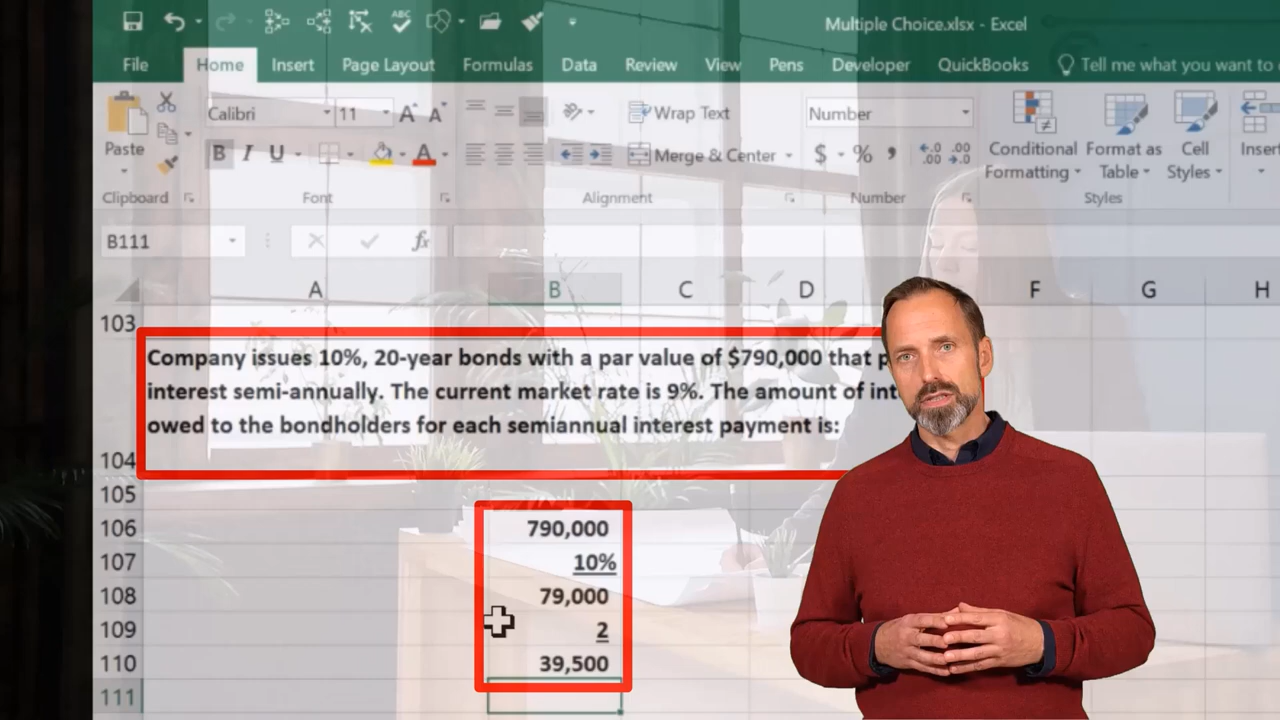 Multiple Choice.xlsx - Excel
File Home Insert Page Layout Formulas Data Review View Pens Developer QuickBooks Tell me what you want to
ABC
Calibri 11 A A Wrap Text Number
Paste B I U A Merge & Center $ % , .0 .00 .00 .0 Conditional Formatting Format as Table Cell Styles Insert
Clipboard Font Alignment Number Styles
B111 fx
A B C D F G H
103
Company issues 10%, 20-year bonds with a par value of $790,000 that
interest semi-annually. The current market rate is 9%. The amount of
owed to the bondholders for each semiannual interest payment is:
104
105
106 790,000
107 10%
108 79,000
109 2
110 39,500
111